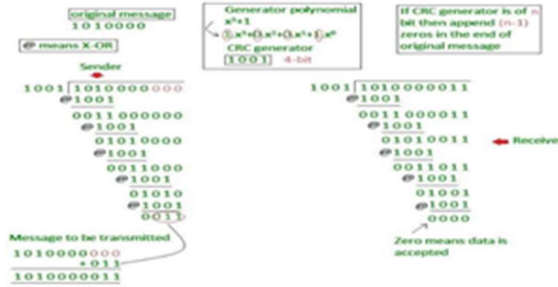 original message
1010000
@ means X-OR
Generator polynomial
x³+1
1.x³+0.x²+0.x¹+1.x⁰
CRC generator
1001 4-bit
If CRC generator is of n
bit then append (n-1)
zeros in the end of
original message
Sender
1001 1010000000
@1001
0011000000
@1001
01010000
@1001
0011000
@1001
01010
@1001
0011
Message to be transmitted
1010000000
+011
1010000011
1001 1010000011
@1001
0011000011
@1001
01010011
@1001
0011011
@1001
01001
@1001
0000
Receive
Zero means data is
accepted